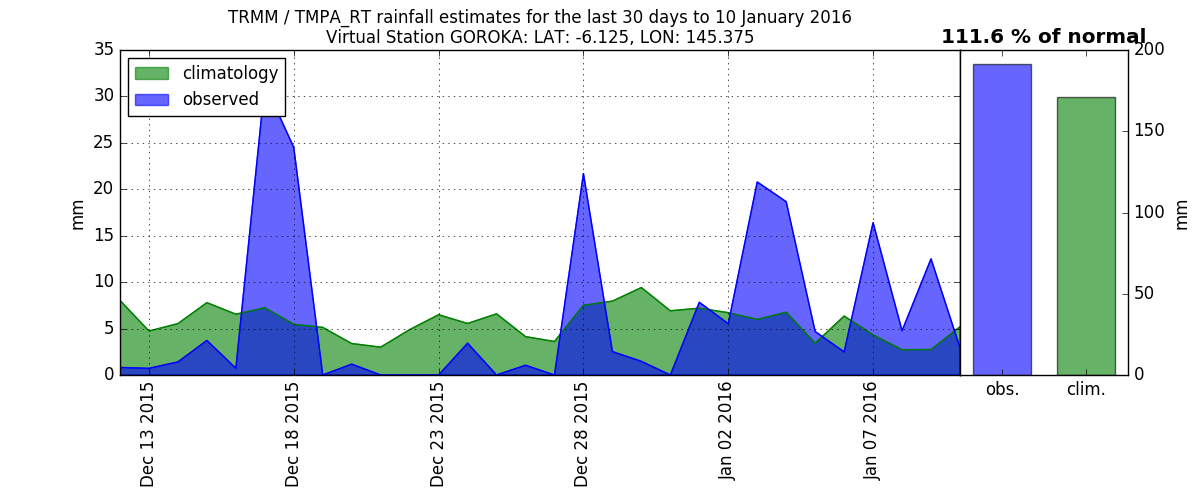 TRMM / TMPA_RT rainfall estimates for the last 30 days to 10 January 2016
Virtual Station GOROKA: LAT: -6.125, LON: 145.375
111.6 % of normal
climatology
observed
35
30
25
20
15
10
5
0
mm
Dec 13 2015
Dec 18 2015
Dec 23 2015
Dec 28 2015
Jan 02 2016
Jan 07 2016
200
150
100
50
0
mm
obs.
clim.